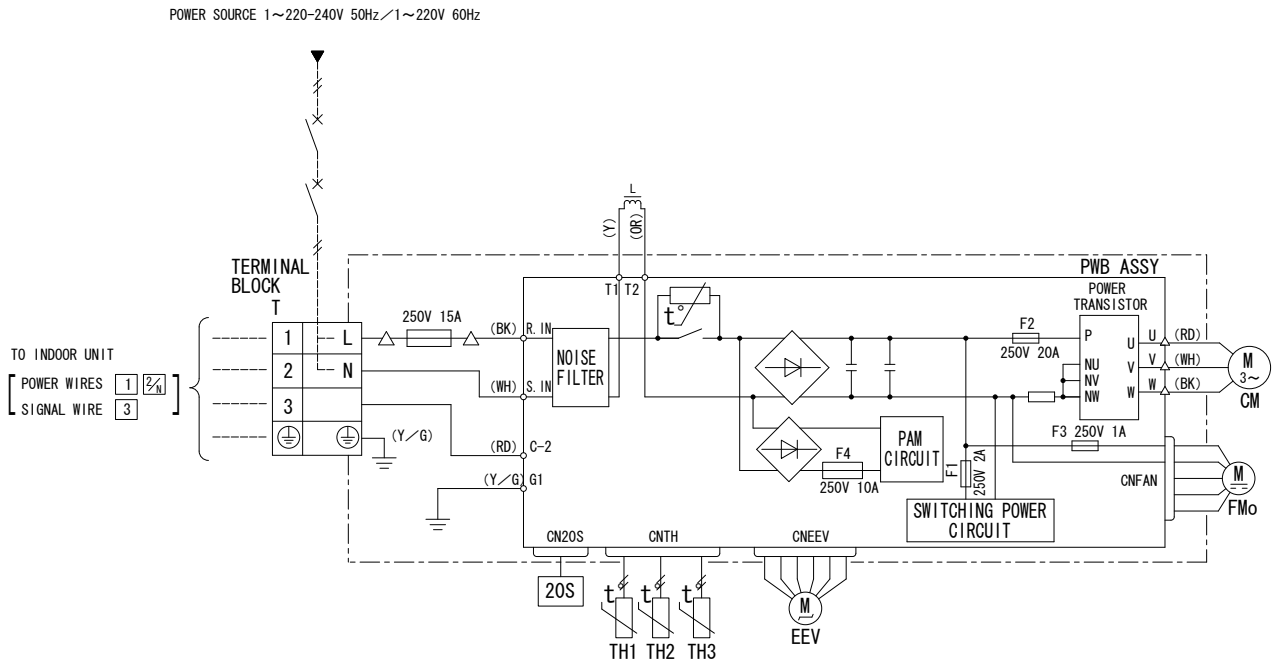 POWER SOURCE 1～220-240V 50Hz／1～220V 60Hz
L
(Y)
(OR)
TERMINAL
BLOCK
T
PWB ASSY
T1 T2
POWER
TRANSISTOR
250V 15A
(BK) R. IN
t°
F2
250V 20A
P
U
U
(RD)
1
L
NOISE
FILTER
TO INDOOR UNIT
POWER WIRES 1 2/N
SIGNAL WIRE 3
2
N
(WH) S. IN
NU
NV
NW
V
V
(WH)
W
W
(BK)
M
3～
CM
3
(Y/G)
(RD) C-2
F4
250V 10A
PAM
CIRCUIT
F3 250V 1A
F1
250V 2A
(Y/G) G1
CNFAN
M
FMo
SWITCHING POWER
CIRCUIT
CN20S
CNTH
CNEEV
20S
t°
t°
t°
M
TH1 TH2 TH3
EEV